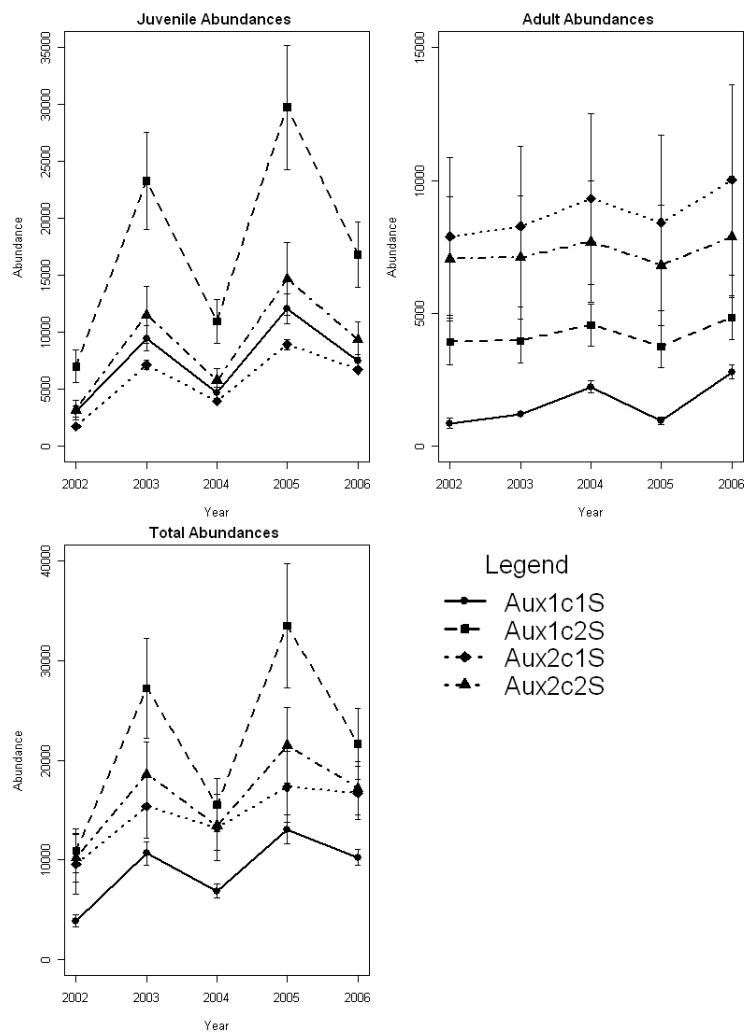 Juvenile Abundances
35000
30000
25000
20000
15000
10000
5000
0
Abundance
2002 2003 2004 2005 2006
Year
Adult Abundances
15000
10000
5000
0
Abundance
2002 2003 2004 2005 2006
Year
Total Abundances
40000
30000
20000
10000
0
Abundance
2002 2003 2004 2005 2006
Year
Legend
Aux1c1S
Aux1c2S
Aux2c1S
Aux2c2S